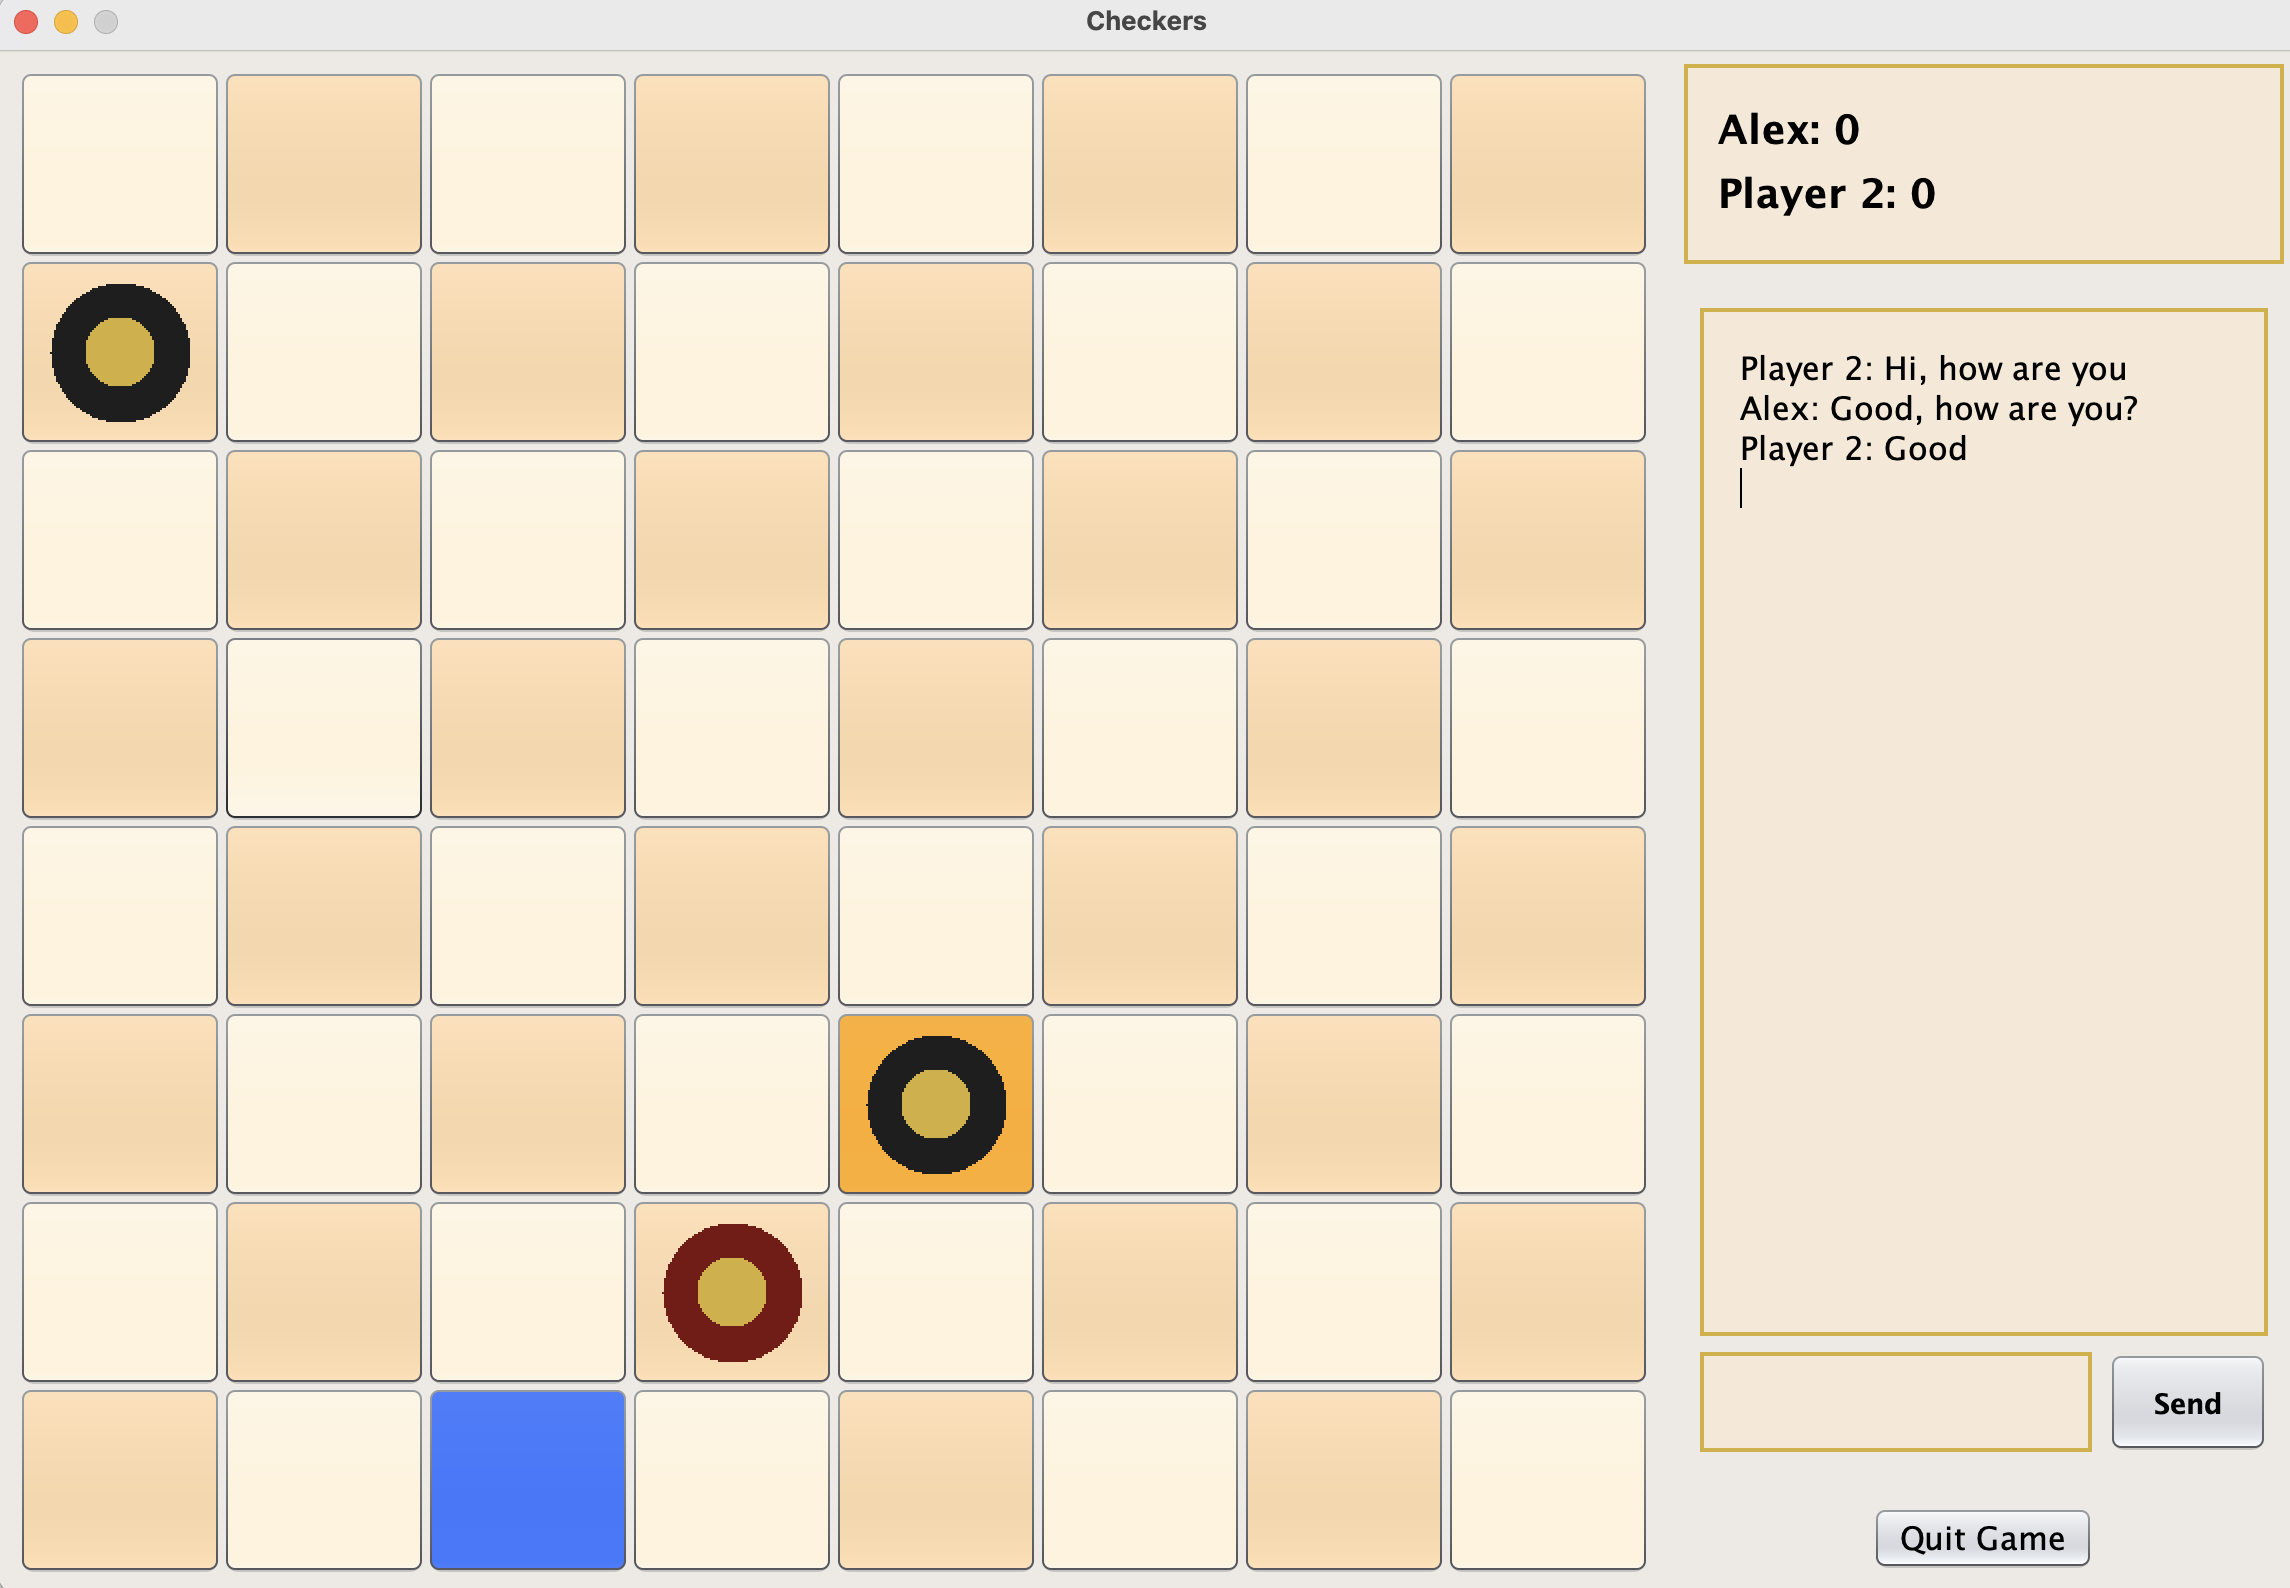 Checkers
Alex: 0
Player 2: 0
Player 2: Hi, how are you
Alex: Good, how are you?
Player 2: Good
Send
Quit Game